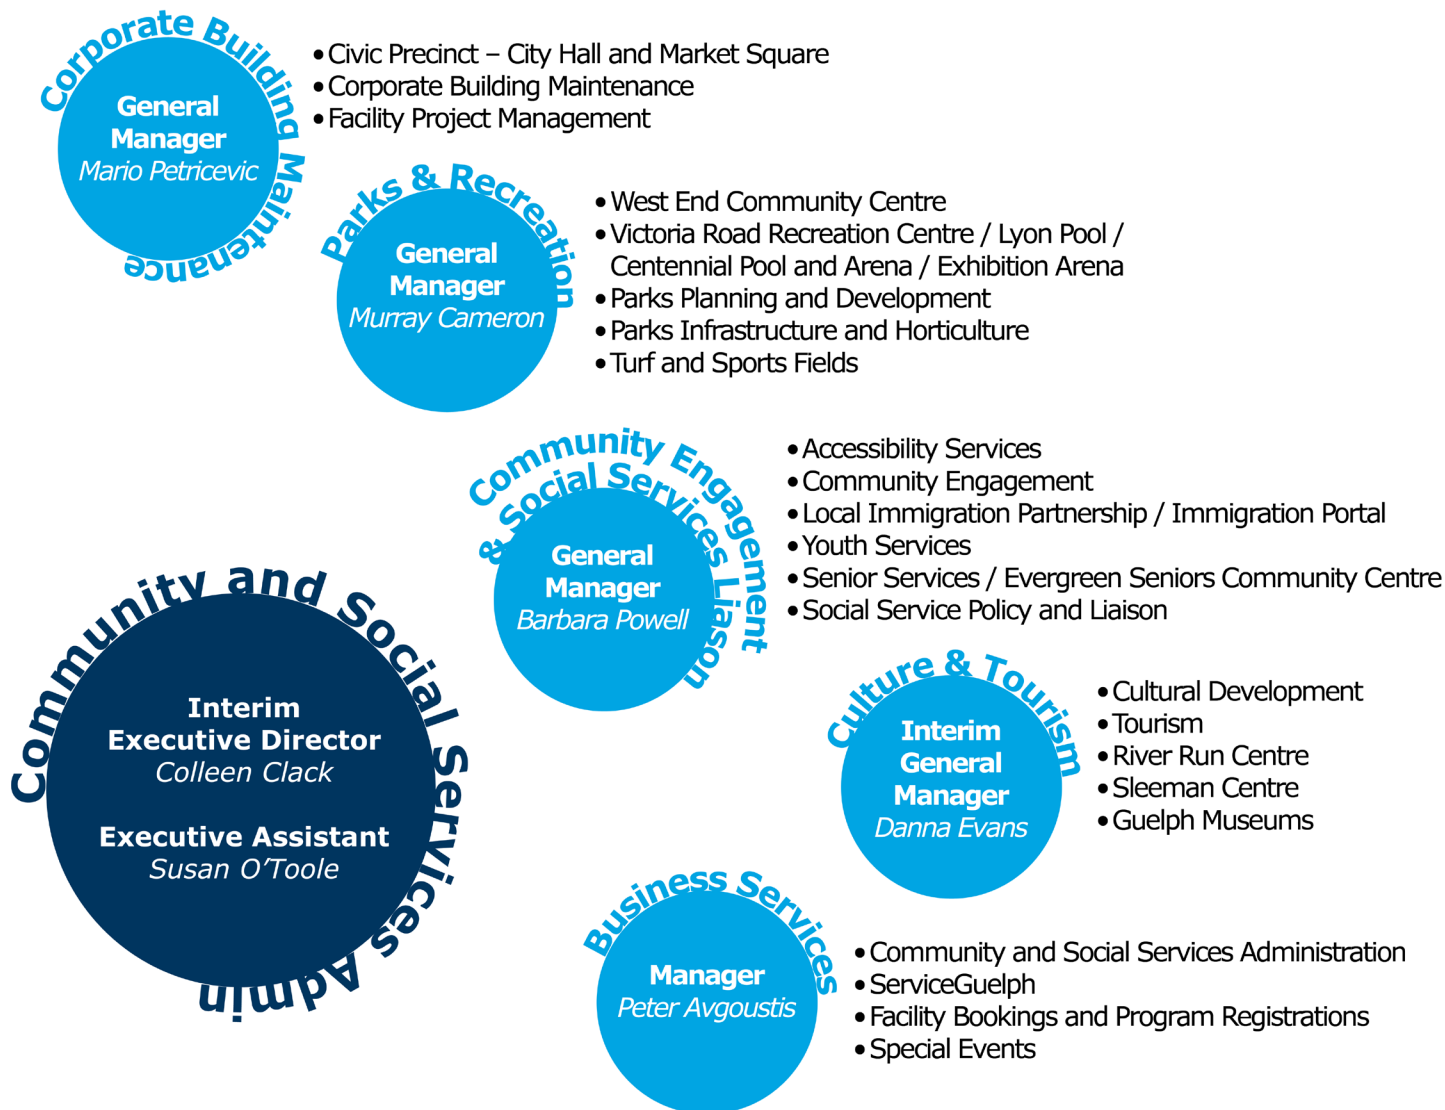 Corporate Building Maintenance
General
Manager
Mario Petricevic
• Civic Precinct – City Hall and Market Square
• Corporate Building Maintenance
• Facility Project Management
Parks & Recreation
General
Manager
Murray Cameron
• West End Community Centre
• Victoria Road Recreation Centre / Lyon Pool /
Centennial Pool and Arena / Exhibition Arena
• Parks Planning and Development
• Parks Infrastructure and Horticulture
• Turf and Sports Fields
Community Engagement
& Social Services Liason
General
Manager
Barbara Powell
• Accessibility Services
• Community Engagement
• Local Immigration Partnership / Immigration Portal
• Youth Services
• Senior Services / Evergreen Seniors Community Centre
• Social Service Policy and Liaison
Community and Social Services Admin
Interim
Executive Director
Colleen Clack
Executive Assistant
Susan O’Toole
Culture & Tourism
Interim
General
Manager
Danna Evans
• Cultural Development
• Tourism
• River Run Centre
• Sleeman Centre
• Guelph Museums
Business Services
Manager
Peter Avgoustis
• Community and Social Services Administration
• ServiceGuelph
• Facility Bookings and Program Registrations
• Special Events